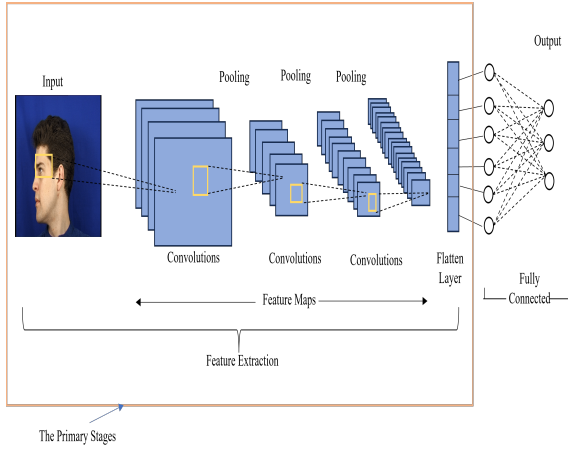 Output
Input
Pooling
Pooling
Pooling
Convolutions
Convolutions
Convolutions
Flatten
Layer
Fully
Connected
Feature Maps
Feature Extraction
The Primary Stages